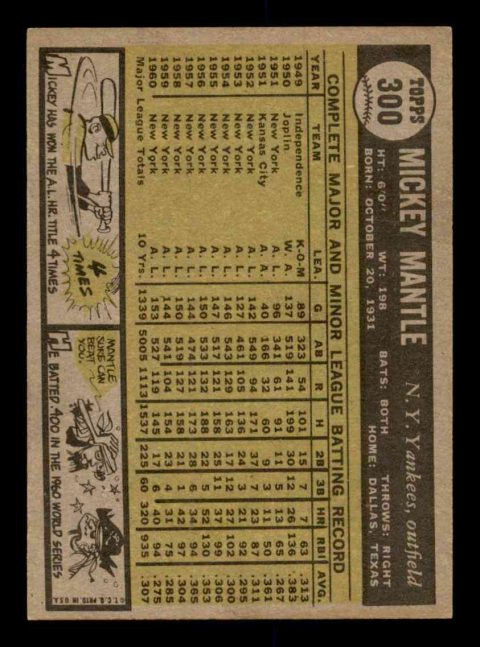 TOPPS
300
MICKEY MANTLE N. Y. Yankees, outfield
HT: 6'0" WT: 198 BATS: BOTH THROWS: RIGHT
BORN: OCTOBER 20, 1931 HOME: DALLAS, TEXAS
COMPLETE MAJOR AND MINOR LEAGUE BATTING RECORD
YEAR TEAM LEA. G AB R H 2B 3B HR RBI AVG.
1949 Independence K-O-M 89 323 54 101 15 7 7 63 .313
1950 Joplin W. A. 137 519 141 199 30 12 26 136 .383
1951 New York A. L. 96 341 61 91 11 5 13 65 .267
1951 Kansas City A. A. 40 166 32 60 9 3 11 50 .361
1952 New York A. L. 142 549 94 171 37 7 23 87 .311
1953 New York A. L. 127 461 105 136 24 3 21 92 .295
1954 New York A. L. 146 543 129 163 17 12 27 102 .300
1955 New York A. L. 147 517 121 158 25 11 37 99 .306
1956 New York A. L. 150 533 132 188 22 5 52 130 .353
1957 New York A. L. 144 474 121 173 28 6 34 94 .365
1958 New York A. L. 150 519 127 158 21 1 42 97 .304
1959 New York A. L. 144 541 104 154 23 4 31 75 .285
1960 New York A. L. 153 527 119 145 17 6 40 94 .275
Major League Totals 10 Yrs. 1339 5005 1113 1537 225 60 320 935 .307
4 TIMES
MICKEY HAS WON THE A.L. HR. TITLE 4 TIMES
MANTLE SURE CAN BEAT YOU!
HE BATTED .400 IN THE 1960 WORLD SERIES
© T.C.G. PRTD. IN U.S.A.